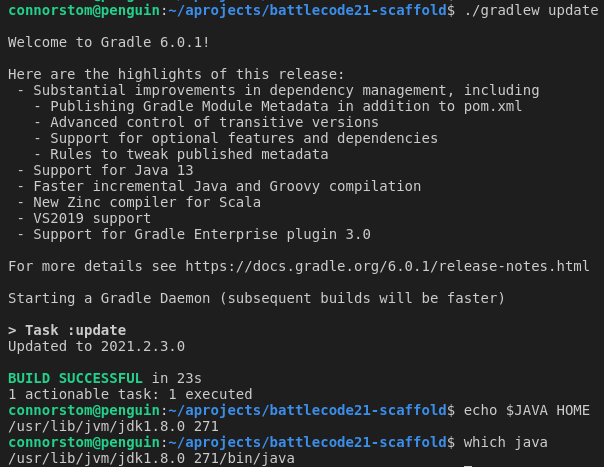 connorstom@penguin:~/aprojects/battlecode21-scaffold$ ./gradlew update
Welcome to Gradle 6.0.1!
Here are the highlights of this release:
- Substantial improvements in dependency management, including
- Publishing Gradle Module Metadata in addition to pom.xml
- Advanced control of transitive versions
- Support for optional features and dependencies
- Rules to tweak published metadata
- Support for Java 13
- Faster incremental Java and Groovy compilation
- New Zinc compiler for Scala
- VS2019 support
- Support for Gradle Enterprise plugin 3.0
For more details see https://docs.gradle.org/6.0.1/release-notes.html
Starting a Gradle Daemon (subsequent builds will be faster)
> Task :update
Updated to 2021.2.3.0
BUILD SUCCESSFUL in 23s
1 actionable task: 1 executed
connorstom@penguin:~/aprojects/battlecode21-scaffold$ echo $JAVA HOME
/usr/lib/jvm/jdk1.8.0 271
connorstom@penguin:~/aprojects/battlecode21-scaffold$ which java
/usr/lib/jvm/jdk1.8.0 271/bin/java